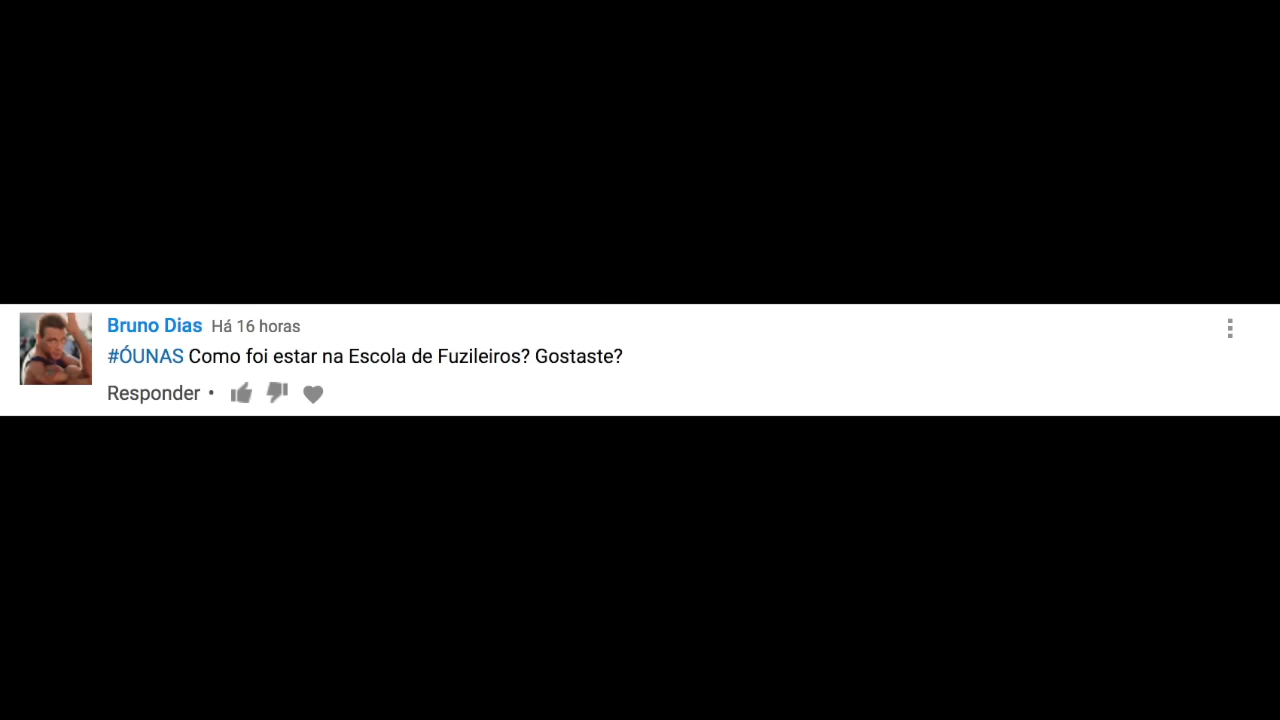 Bruno Dias Há 16 horas
#ÓUNAS Como foi estar na Escola de Fuzileiros? Gostaste?
Responder •